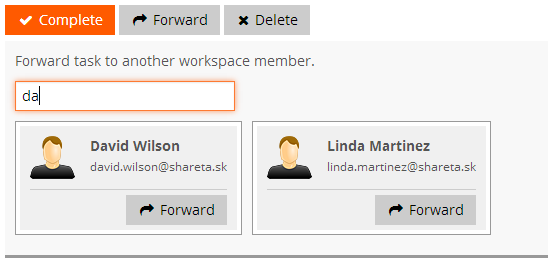 Complete Forward Delete
Forward task to another workspace member.
da
David Wilson
david.wilson@shareta.sk
Forward
Linda Martinez
linda.martinez@shareta.sk
Forward